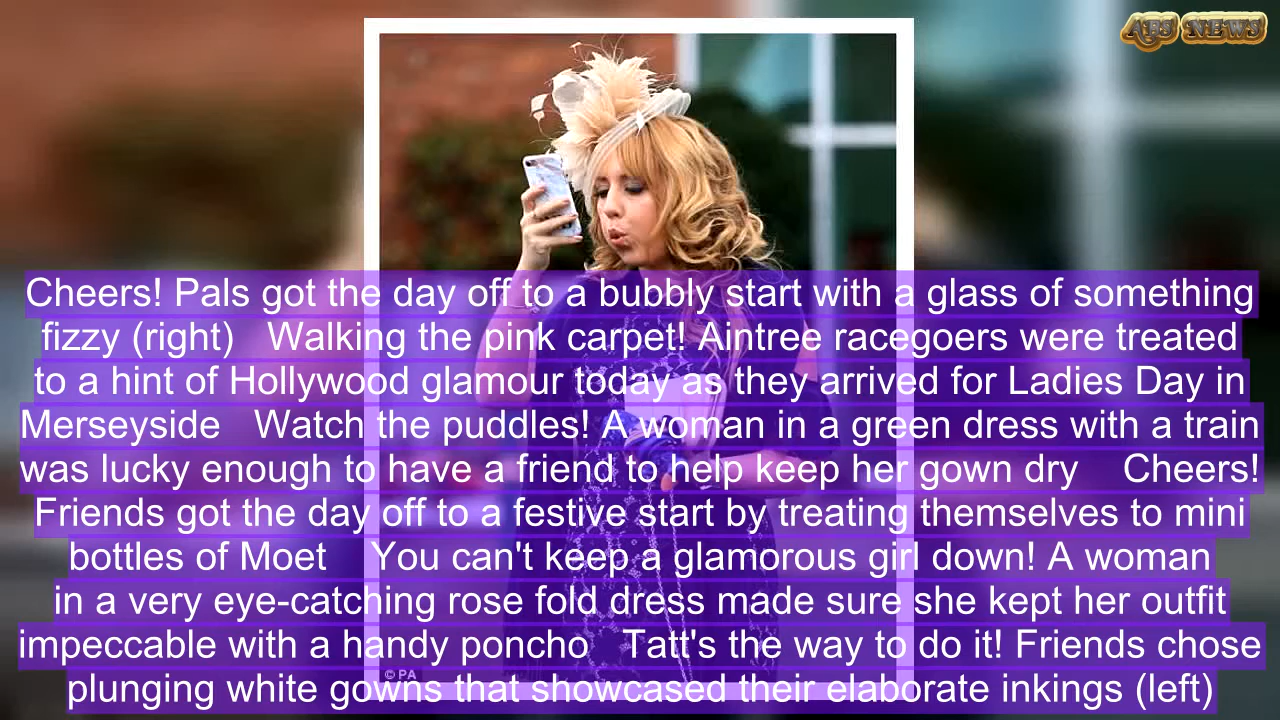 ABS NEWS
Cheers! Pals got the day off to a bubbly start with a glass of something
fizzy (right) Walking the pink carpet! Aintree racegoers were treated
to a hint of Hollywood glamour today as they arrived for Ladies Day in
Merseyside Watch the puddles! A woman in a green dress with a train
was lucky enough to have a friend to help keep her gown dry Cheers!
Friends got the day off to a festive start by treating themselves to mini
bottles of Moet You can't keep a glamorous girl down! A woman
in a very eye-catching rose fold dress made sure she kept her outfit
impeccable with a handy poncho Tatt's the way to do it! Friends chose
© PA
plunging white gowns that showcased their elaborate inkings (left)